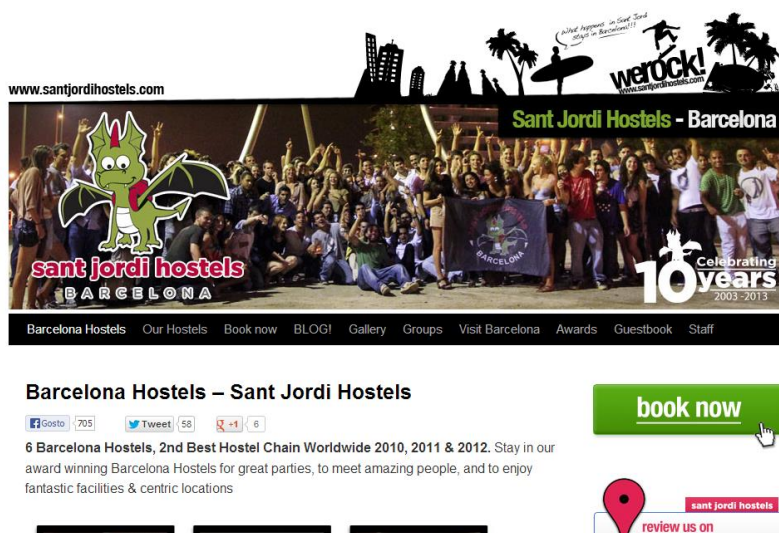 What happens in Sant Jordi
stays in Barcelona!!!
werock!
www.santjordihostels.com
www.santjordihostels.com
Sant Jordi Hostels - Barcelona
sant jordi hostels
BARCELONA
BARCELONA
Celebrating
10 years
2003 -2013
Barcelona Hostels Our Hostels Book now BLOG! Gallery Groups Visit Barcelona Awards Guestbook Staff
Barcelona Hostels – Sant Jordi Hostels
book now
Gosto 705 Tweet 58 +1 6
6 Barcelona Hostels, 2nd Best Hostel Chain Worldwide 2010, 2011 & 2012. Stay in our
award winning Barcelona Hostels for great parties, to meet amazing people, and to enjoy
fantastic facilities & centric locations
sant jordi hostels
review us on